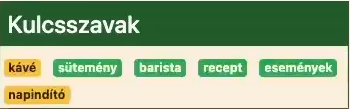 Kulcsszavak
kávé sütemény barista recept események
napindító